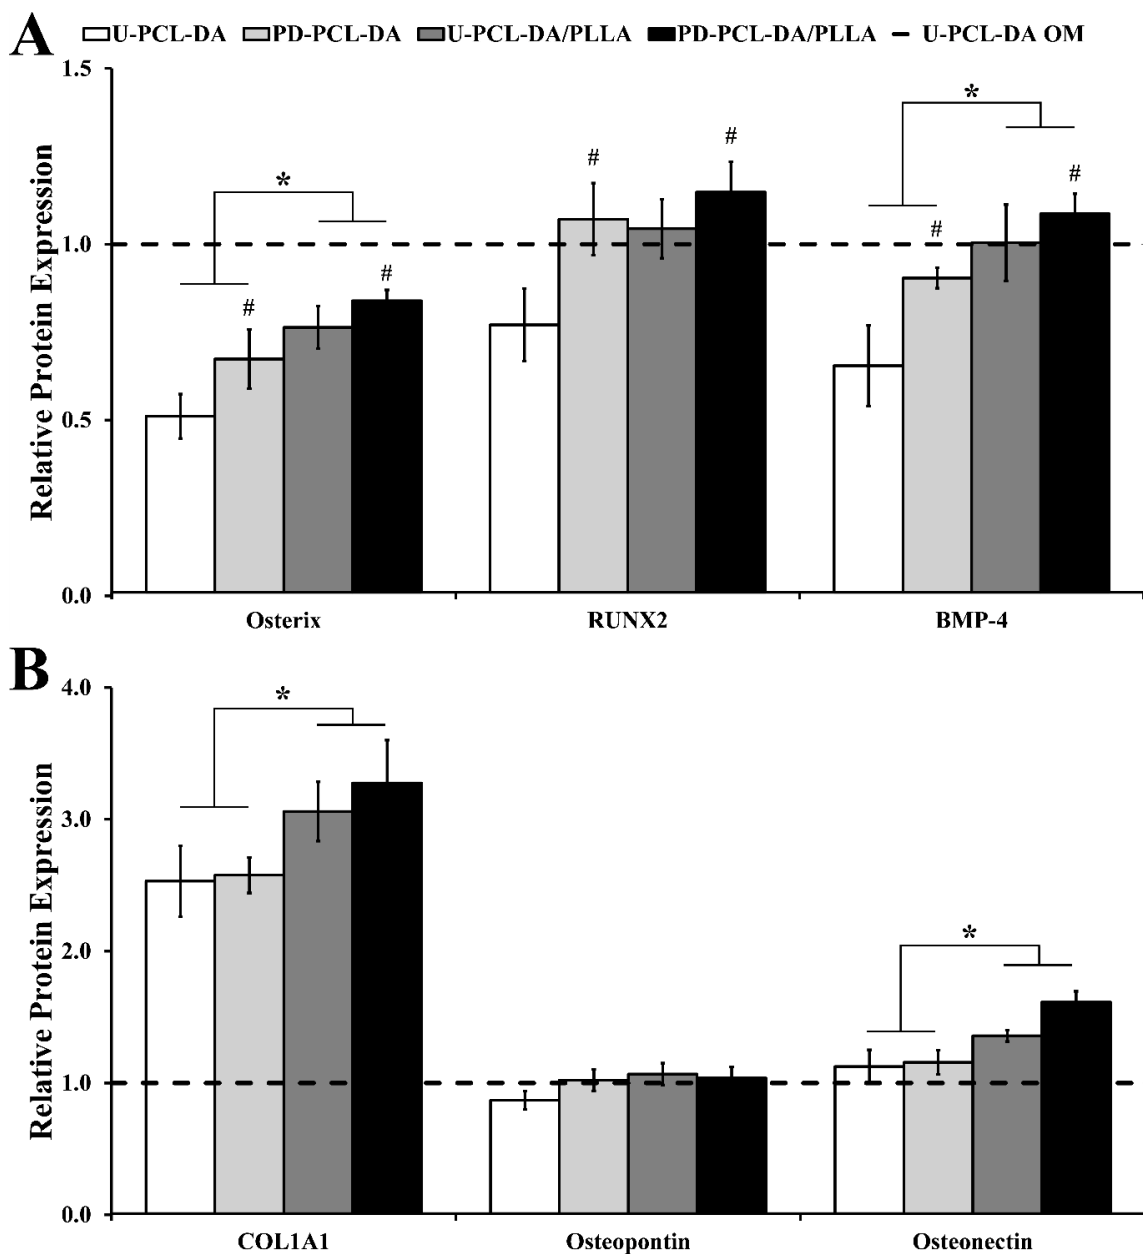 A
U-PCL-DA PD-PCL-DA U-PCL-DA/PLLA PD-PCL-DA/PLLA U-PCL-DA OM
1.5
*
#
#
*
#
1.0
#
#
#
Relative Protein Expression
0.5
0.0
Osterix RUNX2 BMP-4
B
4.0
*
3.0
Relative Protein Expression
2.0
*
1.0
0.0
COL1A1 Osteopontin Osteonectin